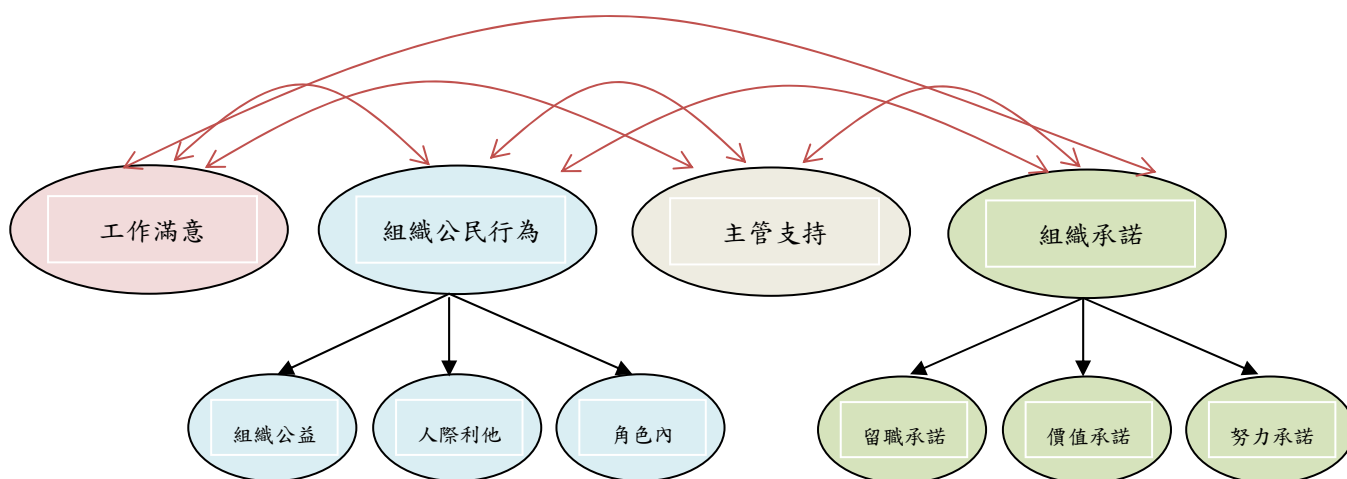 工作滿意
組織公民行為
主管支持
組織承諾
組織公益
人際利他
角色內
留職承諾
價值承諾
努力承諾